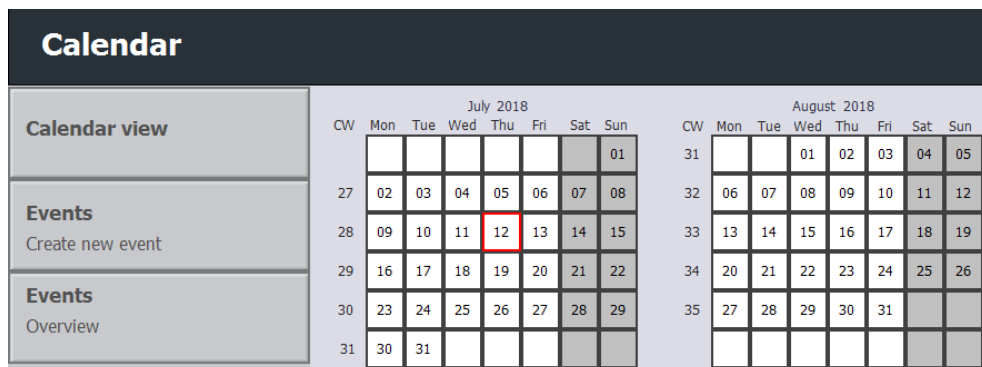 Calendar
Calendar view
Events
Create new event
Events
Overview
July 2018
CW Mon Tue Wed Thu Fri Sat Sun
01
27 02 03 04 05 06 07 08
28 09 10 11 12 13 14 15
29 16 17 18 19 20 21 22
30 23 24 25 26 27 28 29
31 30 31
August 2018
CW Mon Tue Wed Thu Fri Sat Sun
31 01 02 03 04 05
32 06 07 08 09 10 11 12
33 13 14 15 16 17 18 19
34 20 21 22 23 24 25 26
35 27 28 29 30 31